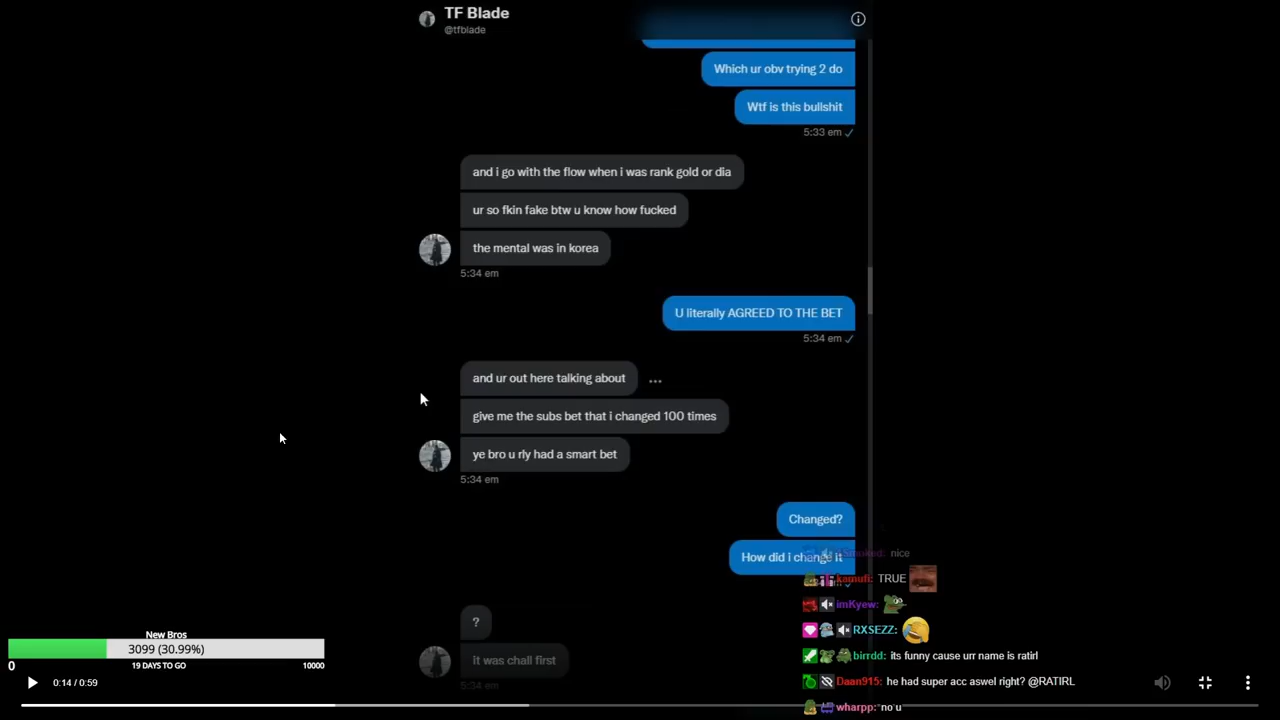 TF Blade
@tfblade
Which ur obv trying 2 do
Wtf is this bullshit
5:33 em
and i go with the flow when i was rank gold or dia
ur so fkin fake btw u know how fucked
the mental was in korea
5:34 em
U literally AGREED TO THE BET
5:34 em
and ur out here talking about
...
give me the subs bet that i changed 100 times
ye bro u rly had a smart bet
5:34 em
Changed?
How did i change it
nice
kamufi: TRUE
?
imKyew:
RXSEZZ:
New Bros
3099 (30.99%)
0
19 DAYS TO GO
10000
it was chall first
birrdd: its funny cause urr name is ratirl
5:34 em
0:14 / 0:59
Daan915: he had super acc aswel right? @RATIRL
wharpp: no u